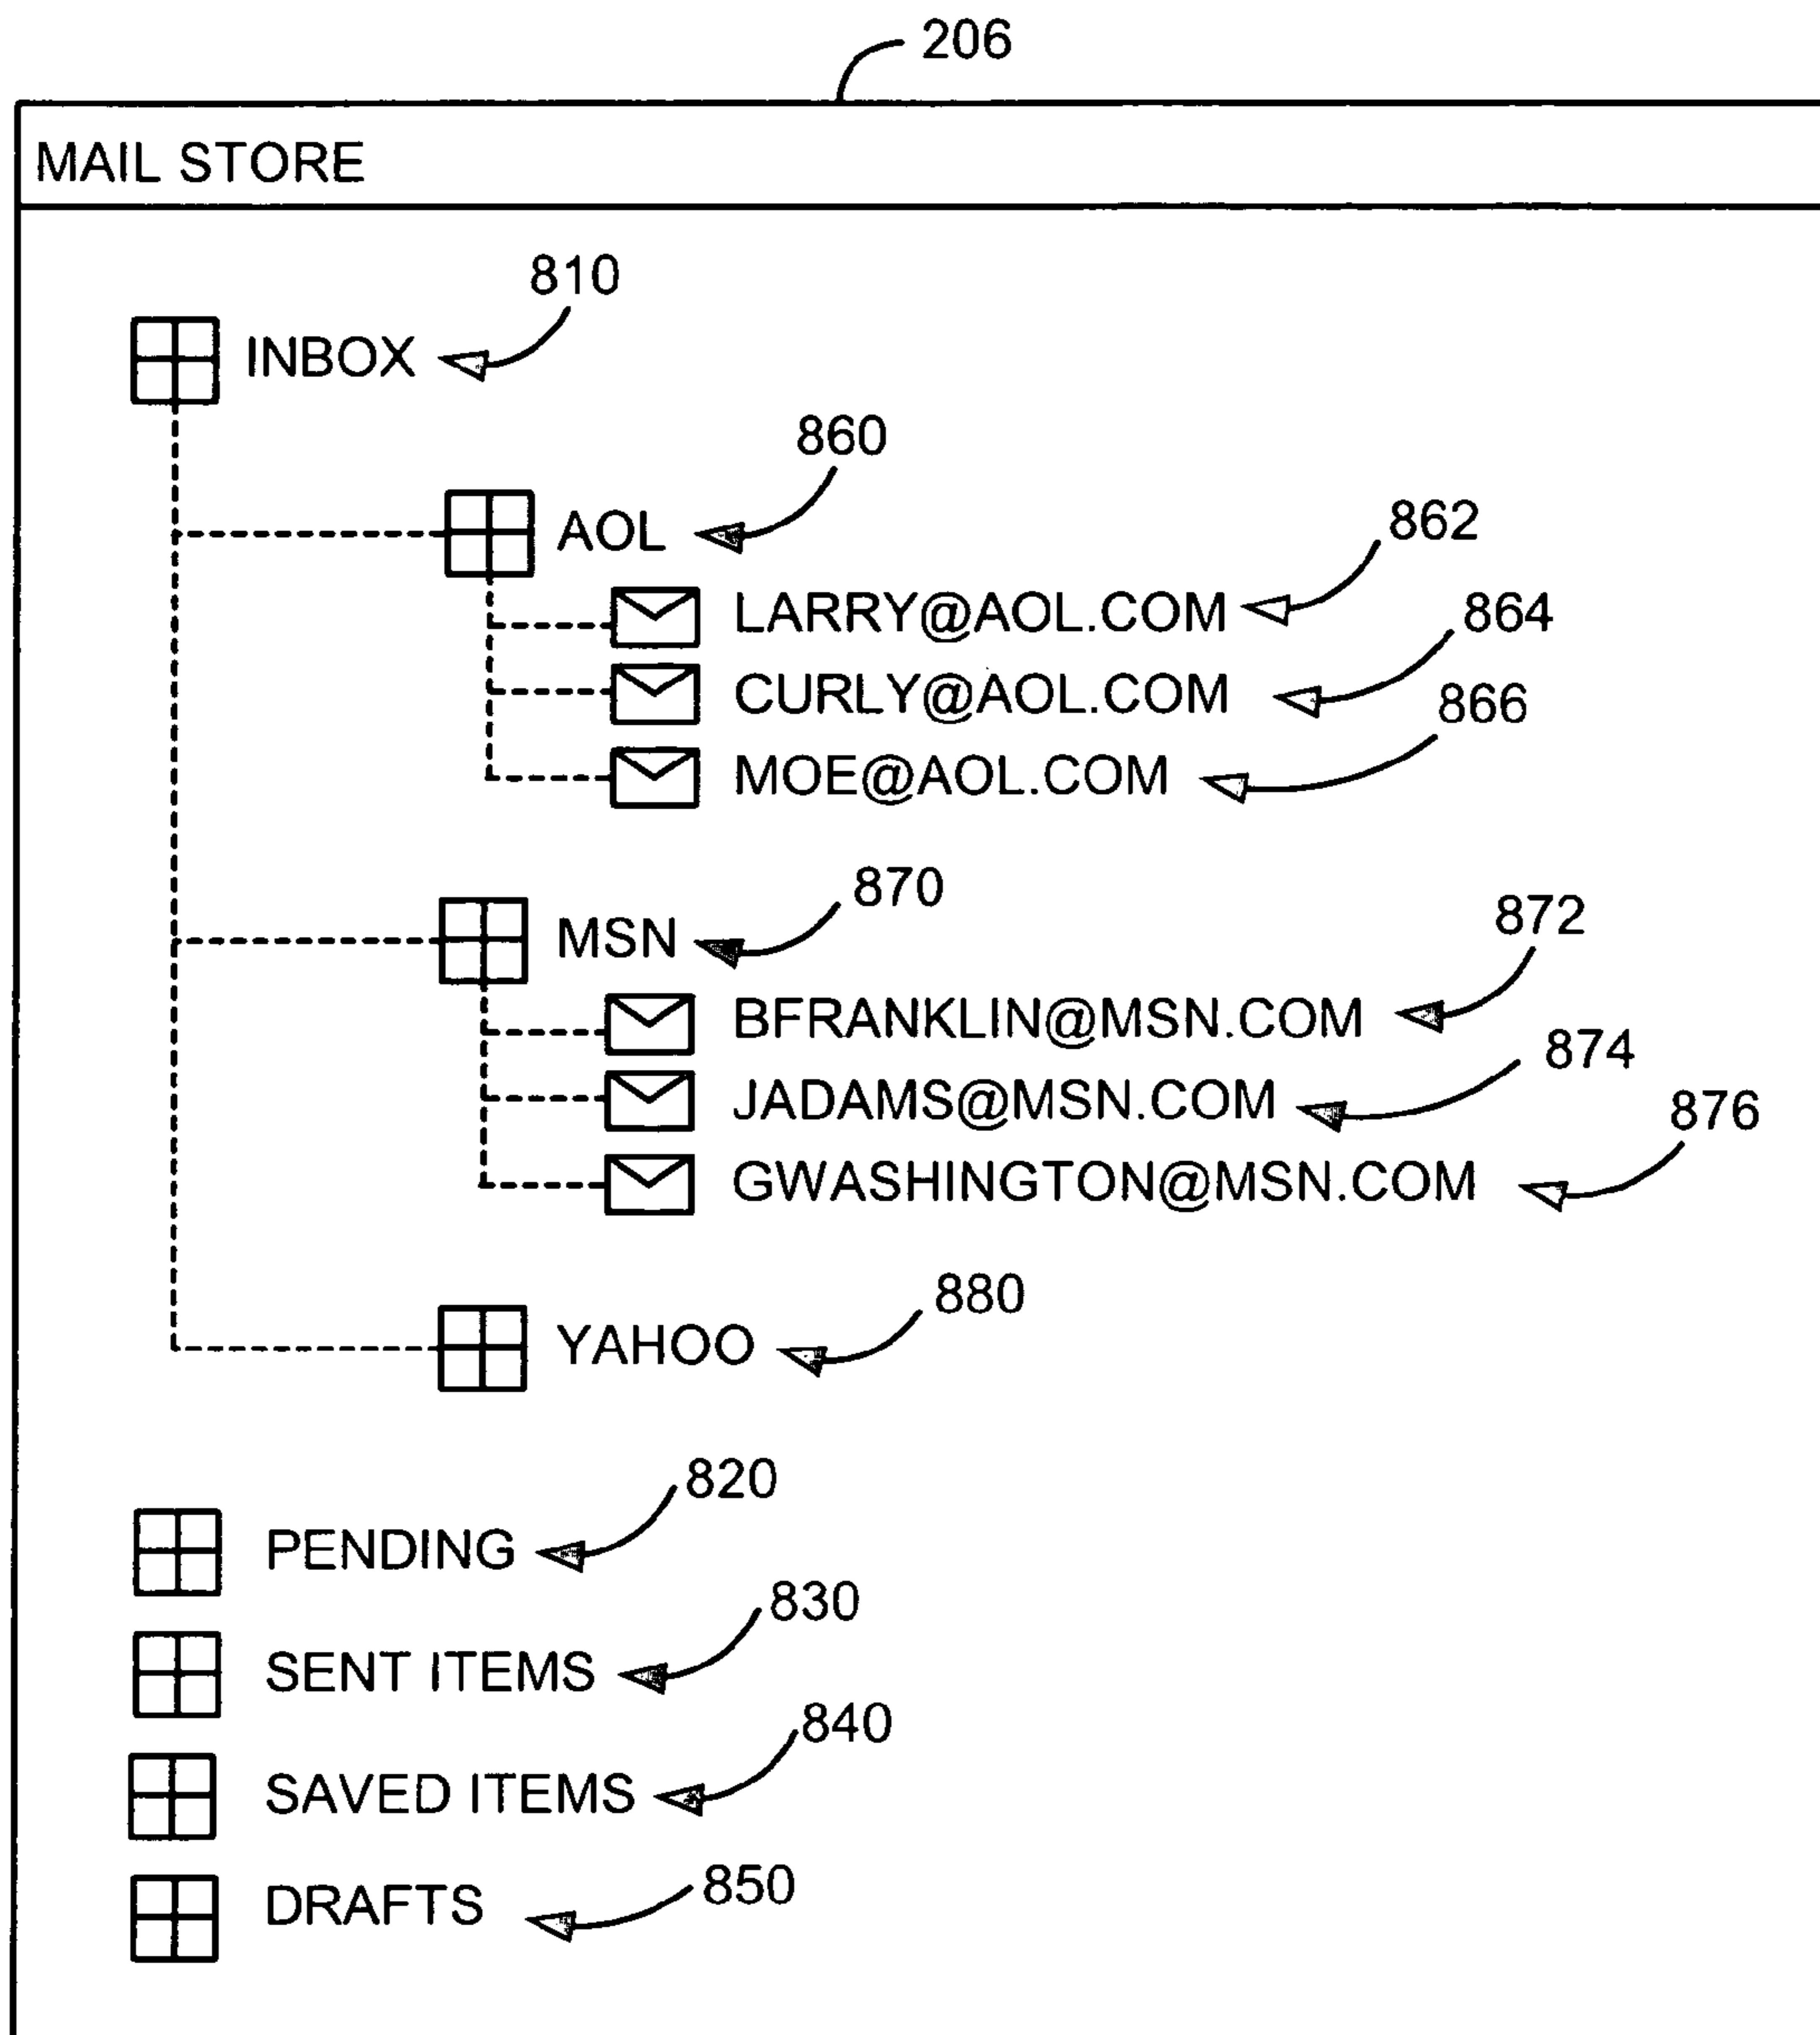 206
MAIL STORE
810
INBOX
860
AOL
862
LARRY@AOL.COM
864
CURLY@AOL.COM
866
MOE@AOL.COM
870
MSN
872
BFRANKLIN@MSN.COM
874
JADAMS@MSN.COM
876
GWASHINGTON@MSN.COM
880
YAHOO
820
PENDING
830
SENT ITEMS
840
SAVED ITEMS
850
DRAFTS